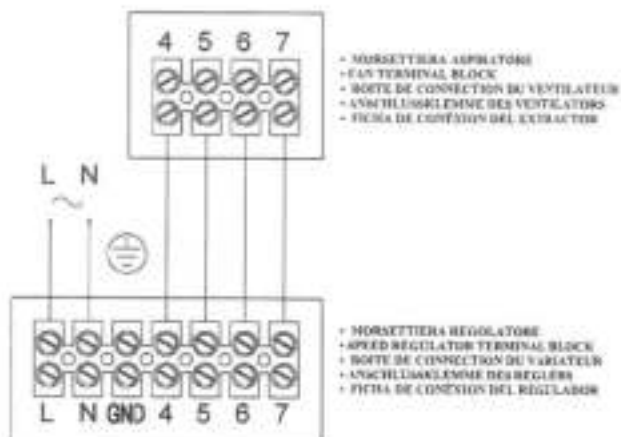 4 5 6 7
• MORSETTIERA ASPIRATORE
• FAN TERMINAL BLOCK
• BOITE DE CONNECTION DU VENTILATEUR
• ANSCHLUSSKLEMME DES VENTILATORS
• FICHA DE CONÉXION DEL EXTRACTOR
L N
~
• MORSETTIERA REGOLATORE
• SPEED REGULATOR TERMINAL BLOCK
• BOITE DE CONNECTION DU VARIATEUR
• ANSCHLUSSKLEMME DES REGLERS
• FICHA DE CONÉXION DEL REGULADOR
L N GND 4 5 6 7